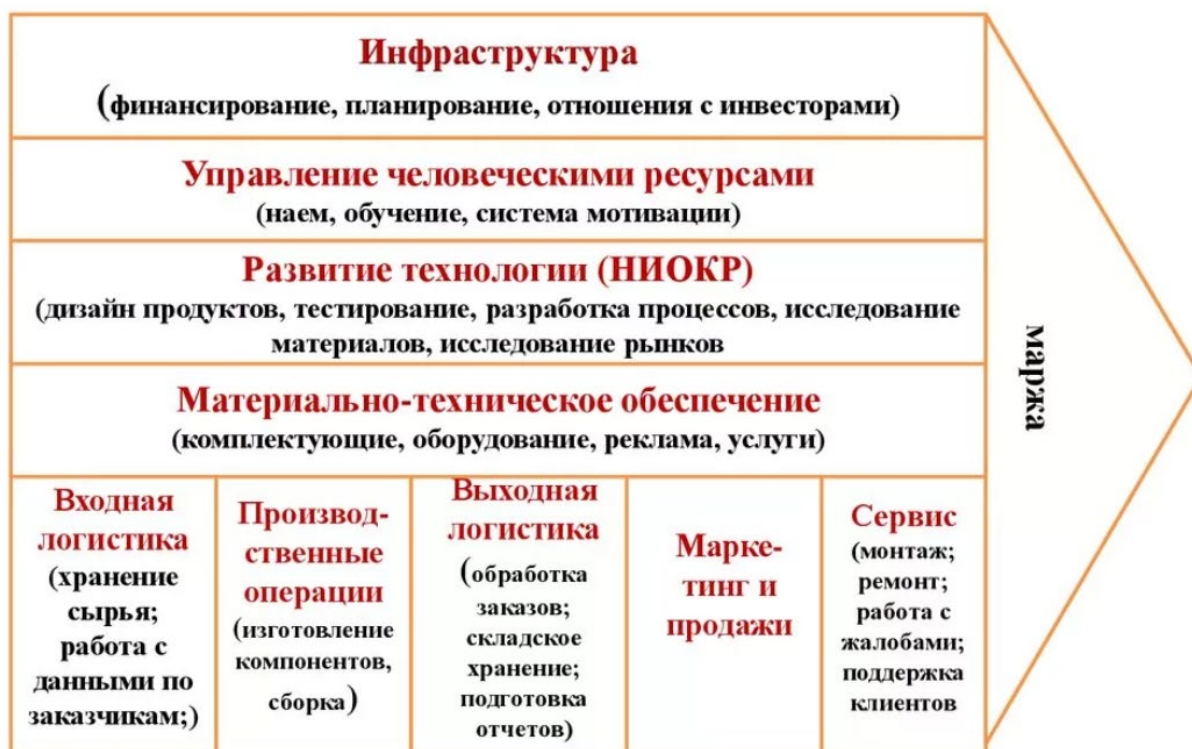 Инфраструктура
(финансирование, планирование, отношения с инвесторами)
Управление человеческими ресурсами
(наем, обучение, система мотивации)
Развитие технологии (НИОКР)
(дизайн продуктов, тестирование, разработка процессов, исследование
материалов, исследование рынков
Материально-техническое обеспечение
(комплектующие, оборудование, реклама, услуги)
Входная
логистика
(хранение
сырья;
работа с
данными по
заказчикам;)
Производ-
ственные
операции
(изготовление
компонентов,
сборка)
Выходная
логистика
(обработка
заказов;
складское
хранение;
подготовка
отчетов)
Марке-
тинг и
продажи
Сервис
(монтаж;
ремонт;
работа с
жалобами;
поддержка
клиентов
маржа